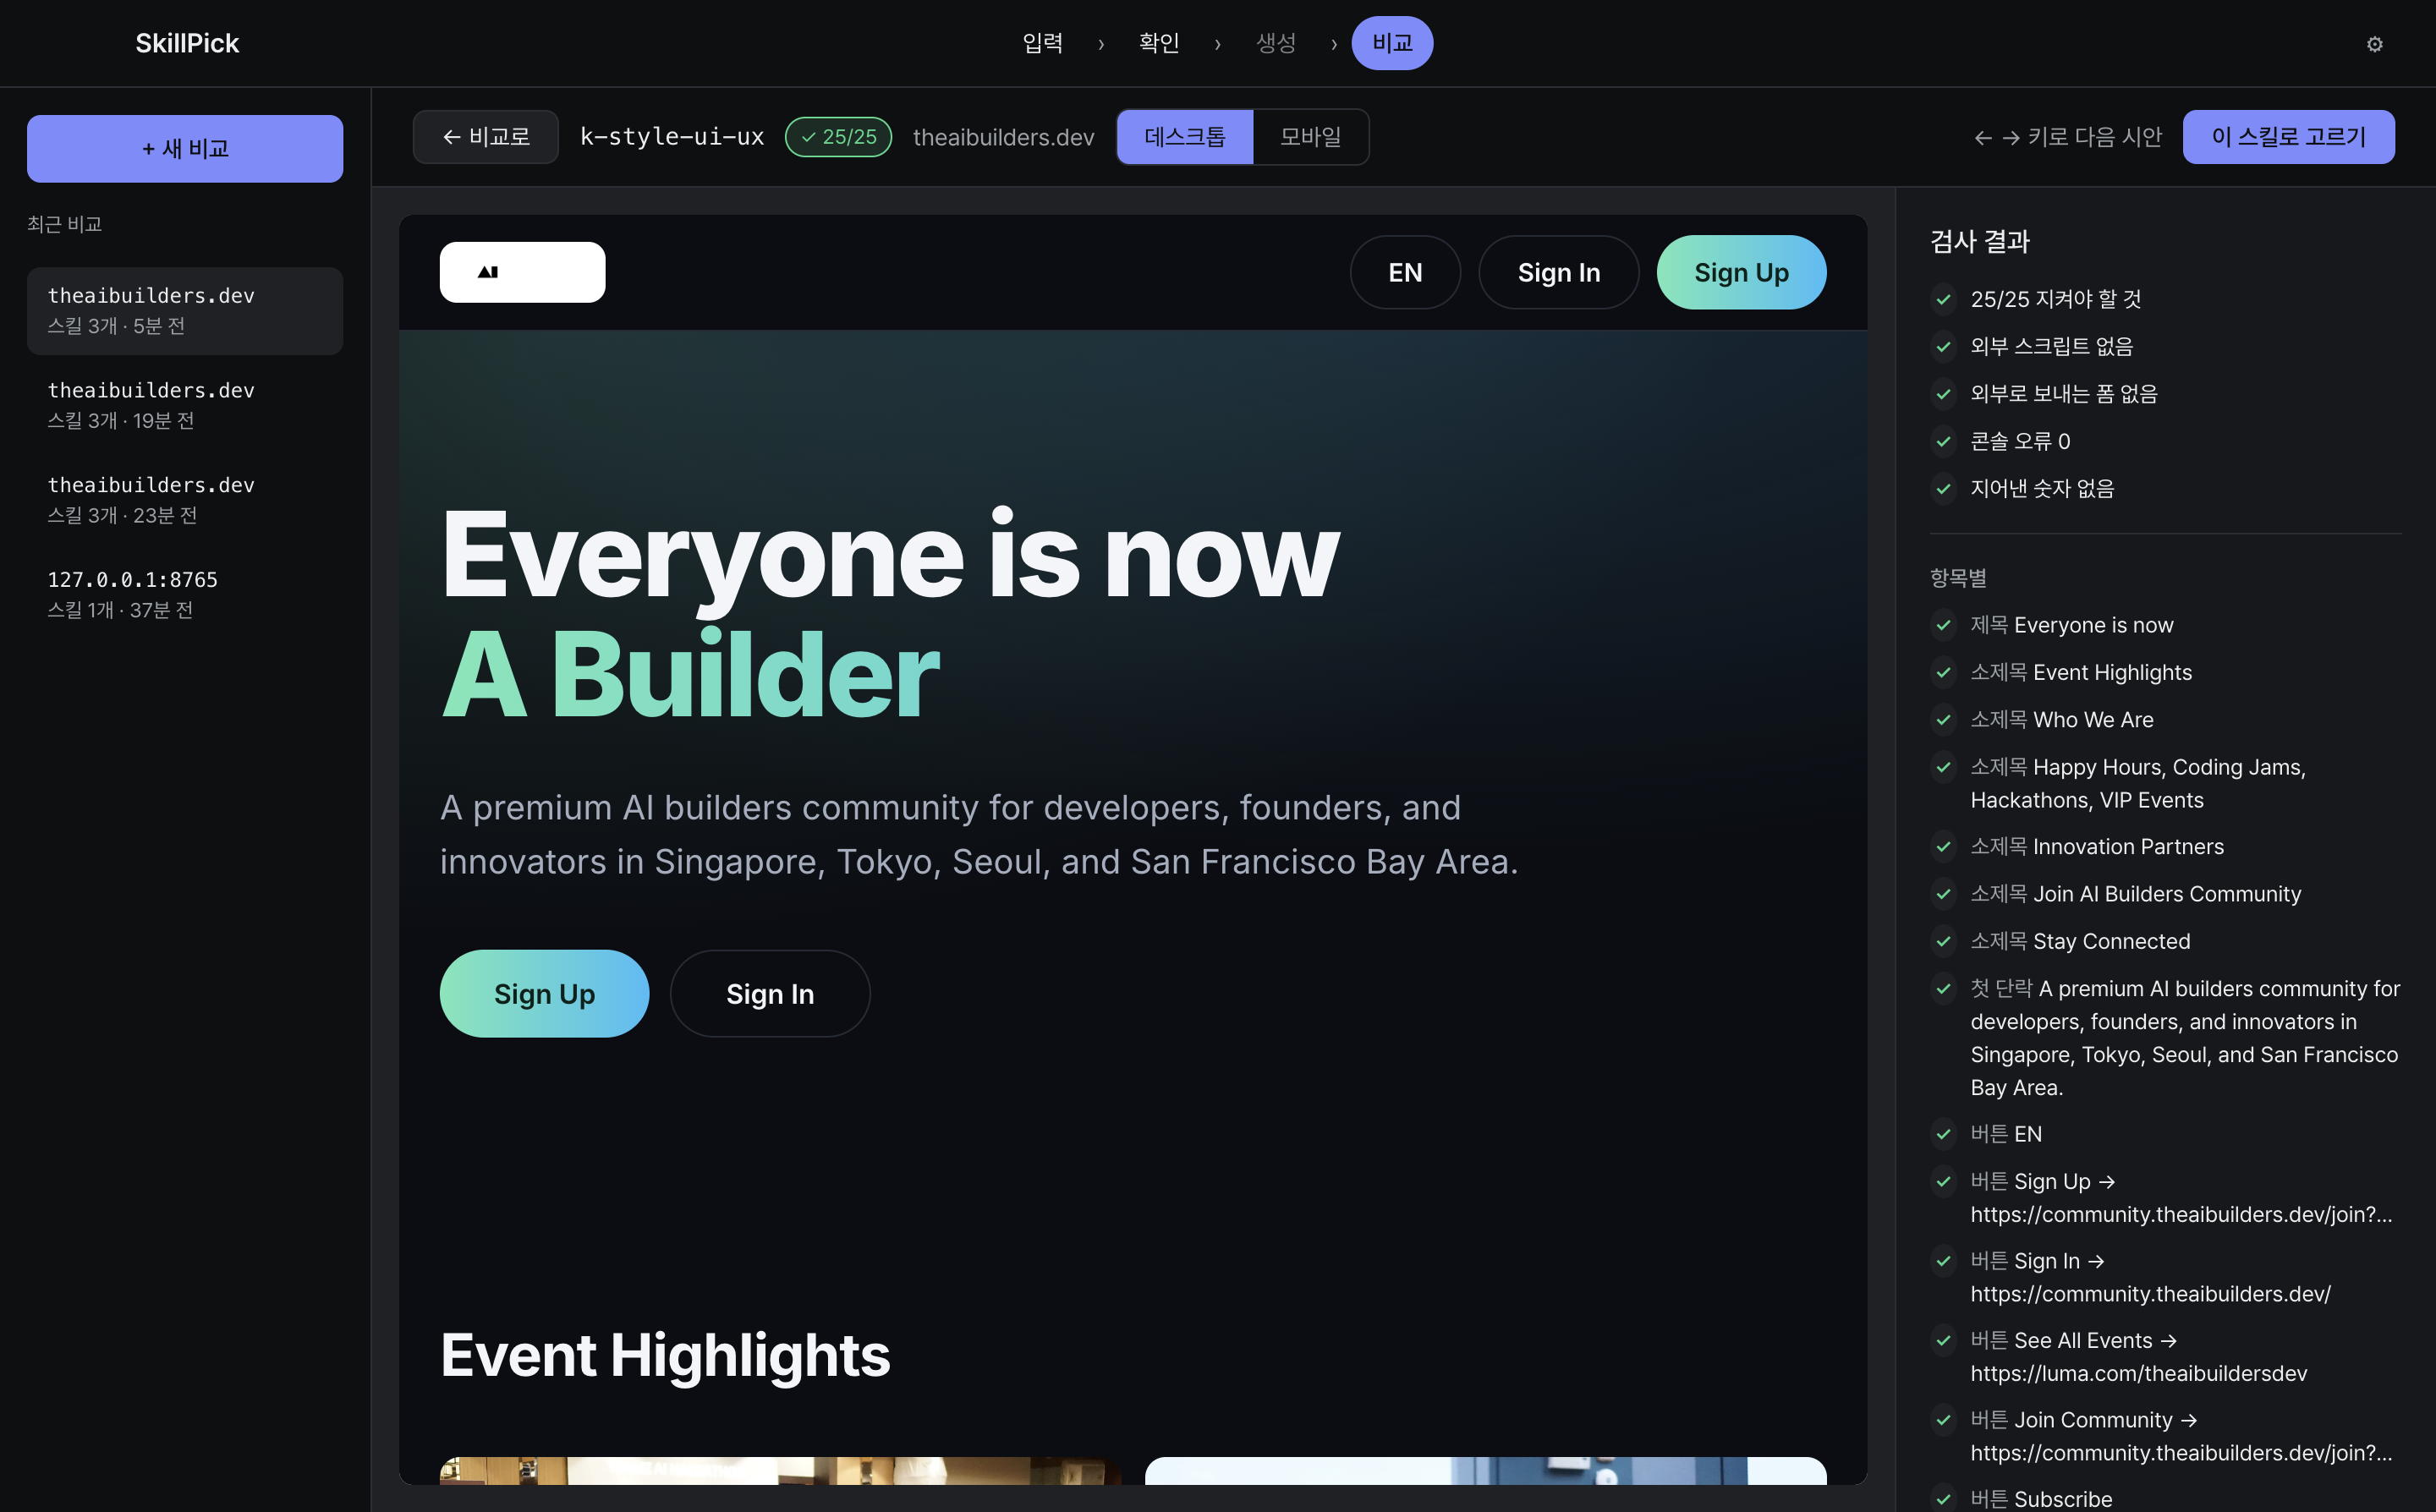 SkillPick
입력 › 확인 › 생성 › 비교
+ 새 비교
최근 비교
theaibuilders.dev
스킬 3개 · 5분 전
theaibuilders.dev
스킬 3개 · 19분 전
theaibuilders.dev
스킬 3개 · 23분 전
127.0.0.1:8765
스킬 1개 · 37분 전
← 비교로
k-style-ui-ux
✓ 25/25
theaibuilders.dev
데스크톱
모바일
← → 키로 다음 시안
이 스킬로 고르기
AI
EN
Sign In
Sign Up
Everyone is now
A Builder
A premium AI builders community for developers, founders, and
innovators in Singapore, Tokyo, Seoul, and San Francisco Bay Area.
Sign Up
Sign In
Event Highlights
검사 결과
25/25 지켜야 할 것
외부 스크립트 없음
외부로 보내는 폼 없음
콘솔 오류 0
지어낸 숫자 없음
항목별
제목 Everyone is now
소제목 Event Highlights
소제목 Who We Are
소제목 Happy Hours, Coding Jams,
Hackathons, VIP Events
소제목 Innovation Partners
소제목 Join AI Builders Community
소제목 Stay Connected
첫 단락 A premium AI builders community for
developers, founders, and innovators in
Singapore, Tokyo, Seoul, and San Francisco
Bay Area.
버튼 EN
버튼 Sign Up →
https://community.theaibuilders.dev/join?...
버튼 Sign In →
https://community.theaibuilders.dev/
버튼 See All Events →
https://luma.com/theaibuildersdev
버튼 Join Community →
https://community.theaibuilders.dev/join?...
버튼 Subscribe